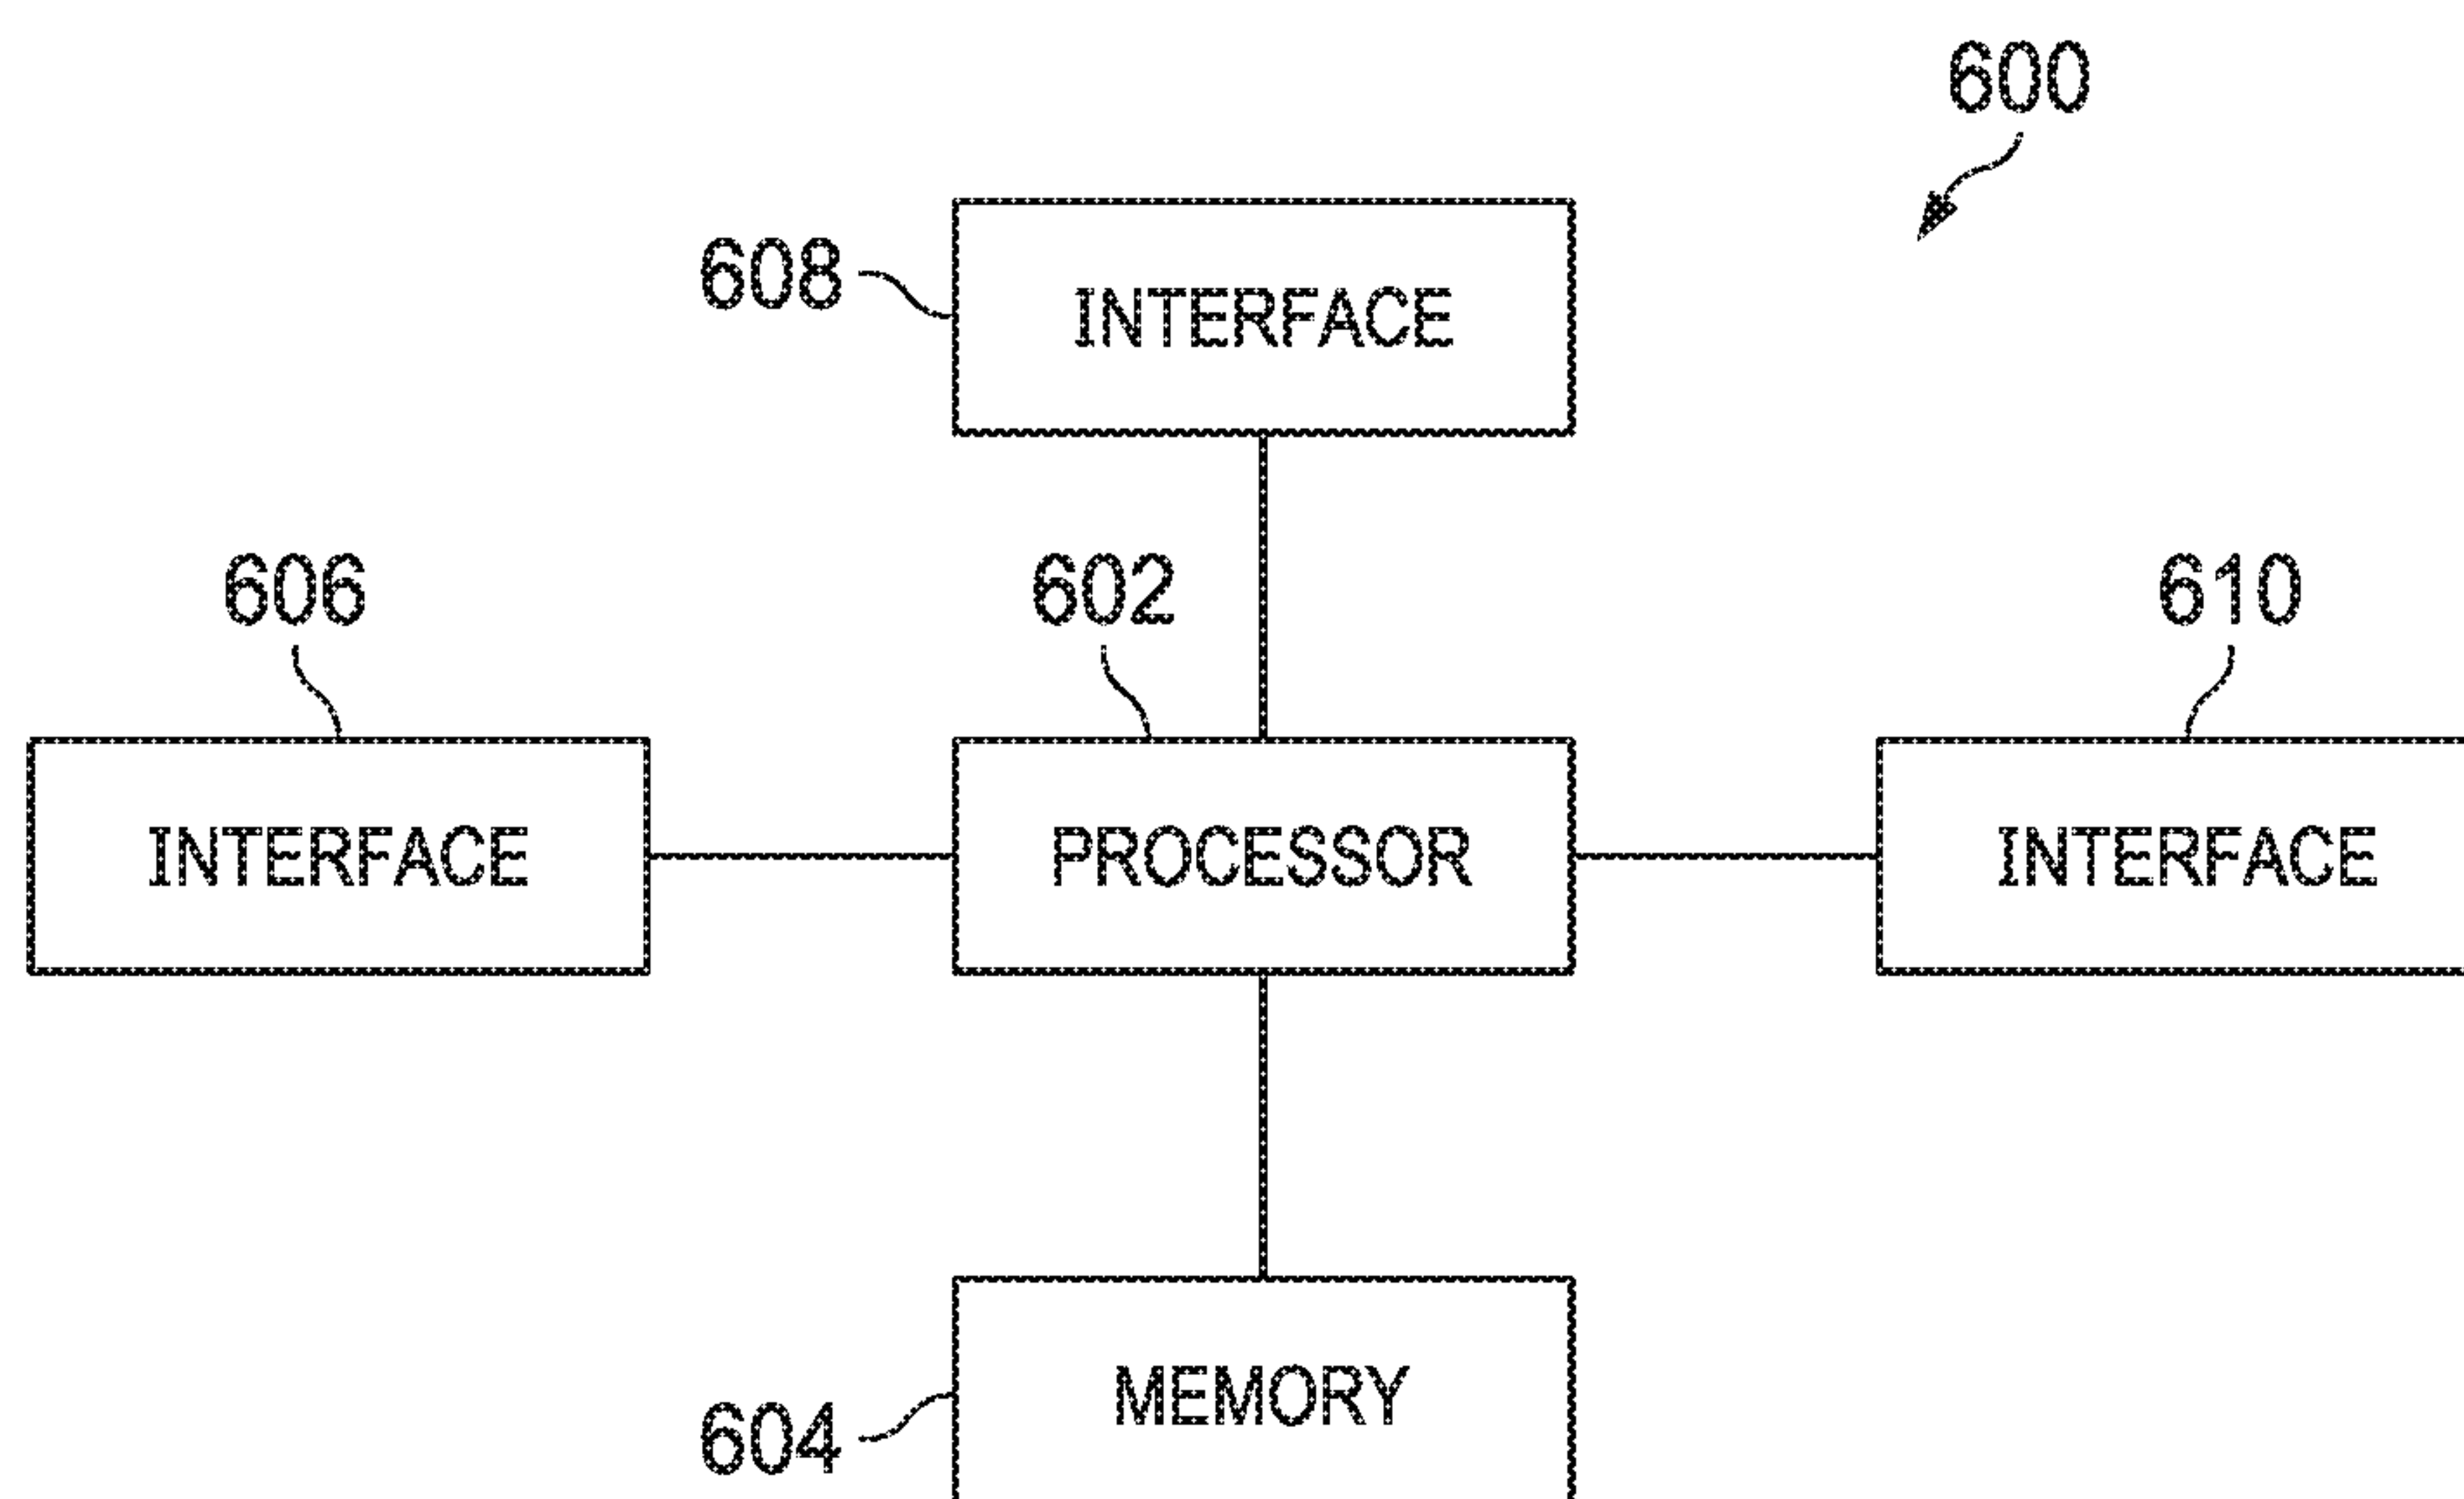 600
608
INTERFACE
606
602
610
INTERFACE
PROCESSOR
INTERFACE
MEMORY
604